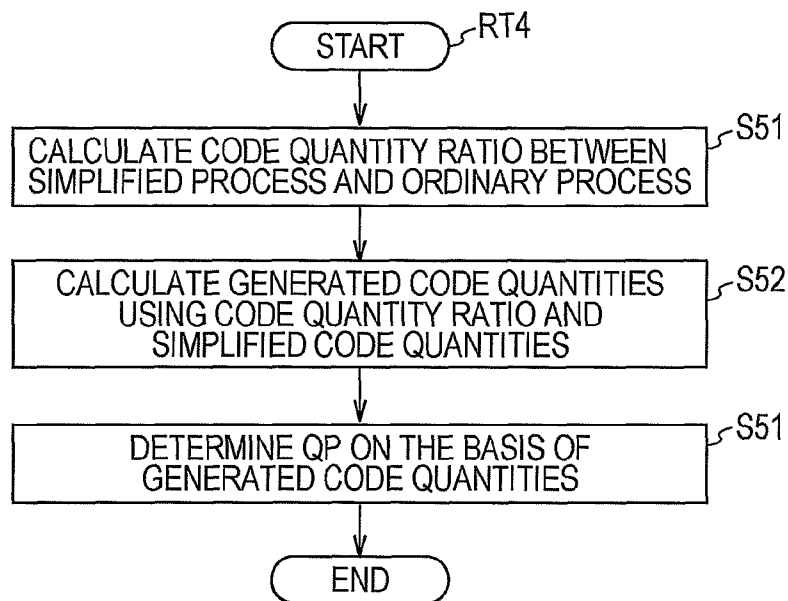 START
RT4
CALCULATE CODE QUANTITY RATIO BETWEEN
SIMPLIFIED PROCESS AND ORDINARY PROCESS
S51
CALCULATE GENERATED CODE QUANTITIES
USING CODE QUANTITY RATIO AND
SIMPLIFIED CODE QUANTITIES
S52
DETERMINE QP ON THE BASIS OF
GENERATED CODE QUANTITIES
S51
END